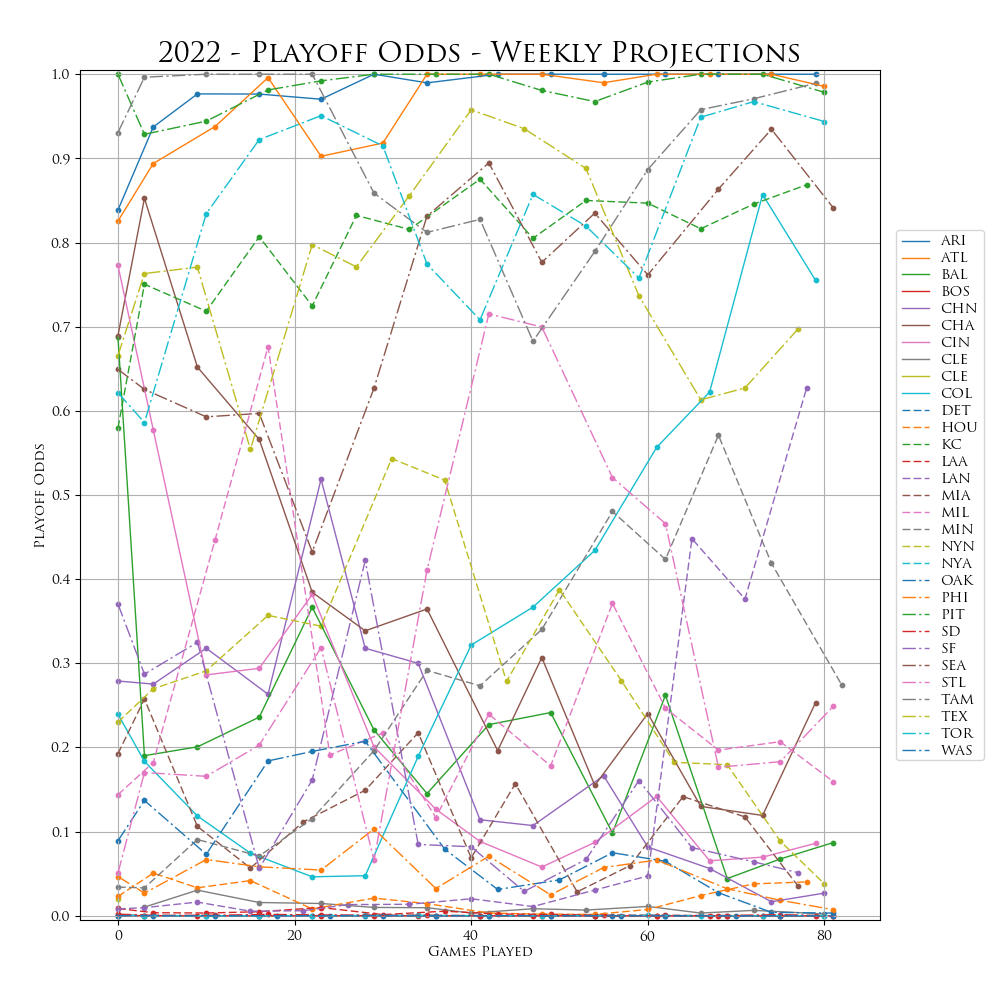 2022 - Playoff Odds - Weekly Projections
1.0
0.9
0.8
0.7
0.6
0.5
0.4
0.3
0.2
0.1
0.0
Playoff Odds
0 20 40 60 80
Games Played
ARI
ATL
BAL
BOS
CHN
CHA
CIN
CLE
CLE
COL
DET
HOU
KC
LAA
LAN
MIA
MIL
MIN
NYN
NYA
OAK
PHI
PIT
SD
SF
SEA
STL
TAM
TEX
TOR
WAS